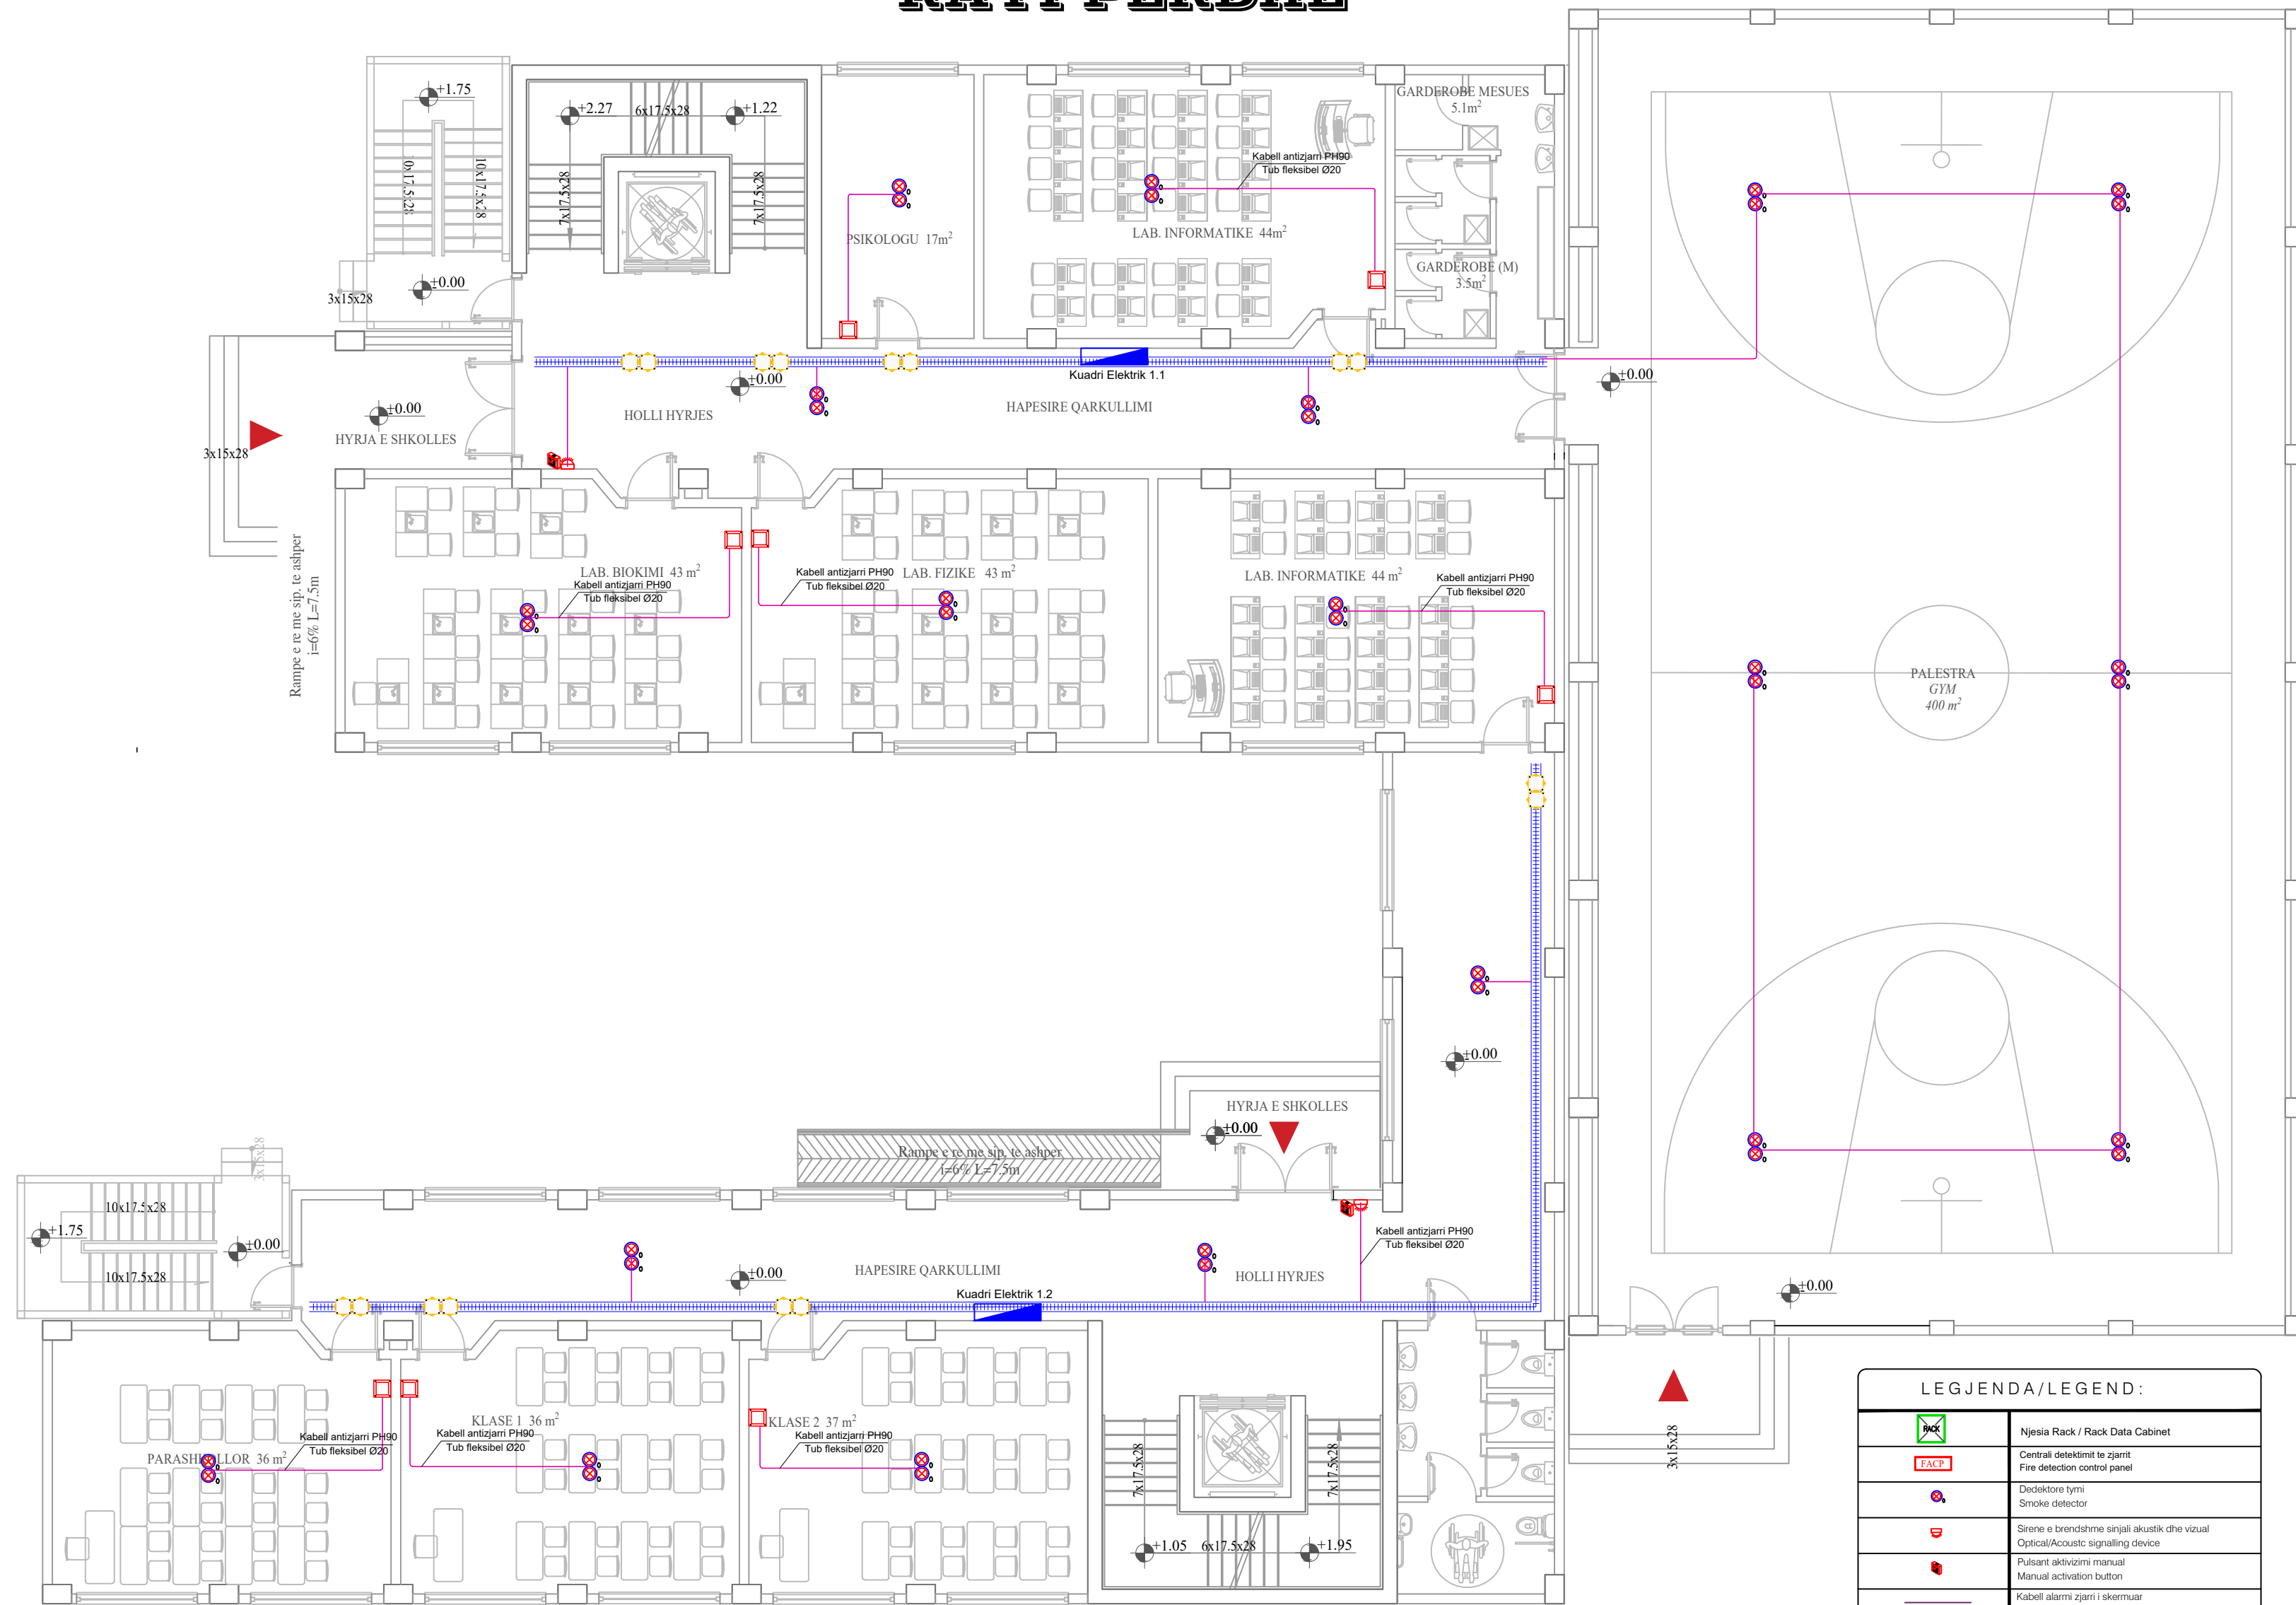 KATI PERDHE
+1.75
+2.27
6x17.5x28
+1.22
10x17.5x28
10x17.5x28
7x17.5x28
7x17.5x28
±0.00
3x15x28
PSIKOLOGU 17m²
Kabell antizjarri PH90
Tub fleksibel Ø20
LAB. INFORMATIKE 44m²
GARDEROBE MESUES
5.1m²
GARDEROBE (M)
3.5m²
Kuadri Elektrik 1.1
±0.00
±0.00
±0.00
HOLLI HYRJES
HAPESIRE QARKULLIMI
HYRJA E SHKOLLES
3x15x28
Rampe e re me sip. te ashper
i=6% L=7.5m
LAB. BIOKIMI 43 m²
Kabell antizjarri PH90
Tub fleksibel Ø20
Kabell antizjarri PH90
Tub fleksibel Ø20
LAB. FIZIKE 43 m²
LAB. INFORMATIKE 44 m²
Kabell antizjarri PH90
Tub fleksibel Ø20
PALESTRA
GYM
400 m²
±0.00
HYRJA E SHKOLLES
±0.00
Rampe e re me sip. te ashper
i=6% L=7.5m
3x15x28
10x17.5x28
+1.75
±0.00
10x17.5x28
±0.00
HAPESIRE QARKULLIMI
HOLLI HYRJES
Kabell antizjarri PH90
Tub fleksibel Ø20
Kuadri Elektrik 1.2
±0.00
PARASHKOLLOR 36 m²
Kabell antizjarri PH90
Tub fleksibel Ø20
KLASE 1 36 m²
Kabell antizjarri PH90
Tub fleksibel Ø20
KLASE 2 37 m²
Kabell antizjarri PH90
Tub fleksibel Ø20
7x17.5x28
7x17.5x28
+1.05
6x17.5x28
+1.95
3x15x28
LEGJENDA/LEGEND:
RACK
Njesia Rack / Rack Data Cabinet
FACP
Centrali detektimit te zjarrit
Fire detection control panel
Dedektore tymi
Smoke detector
Sirene e brendshme sinjali akustik dhe vizual
Optical/Acoustc signalling device
Pulsant aktivizimi manual
Manual activation button
Kabell alarmi zjarri i skermuar